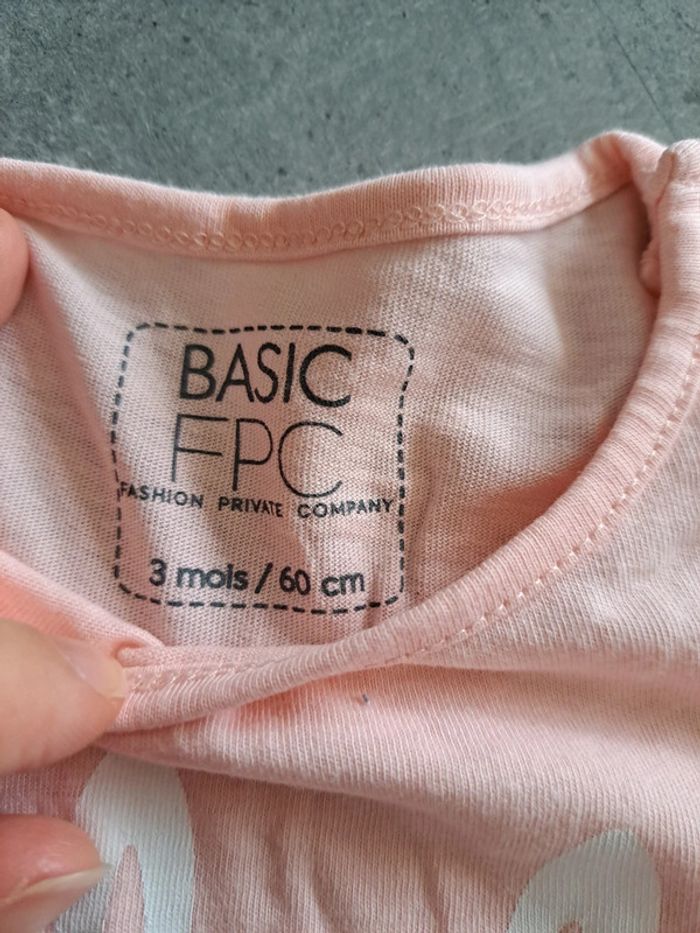 BASIC
FPC
FASHION PRIVATE COMPANY
3 mois / 60 cm